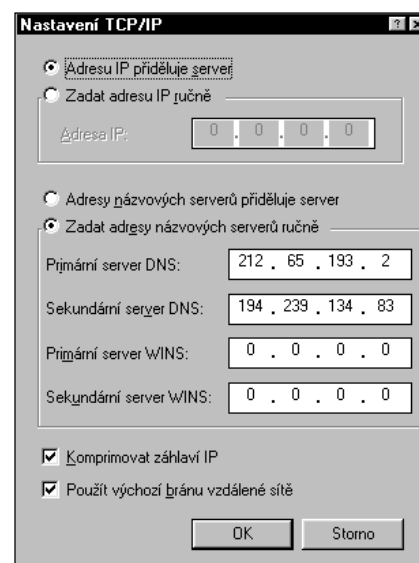 Nastavení TCP/IP
Adresu IP přiděluje server
Zadat adresu IP ručně
Adresa IP: 0 . 0 . 0 . 0
Adresy názvových serverů přiděluje server
Zadat adresy názvových serverů ručně
Primární server DNS: 212 . 65 . 193 . 2
Sekundární server DNS: 194 . 239 . 134 . 83
Primární server WINS: 0 . 0 . 0 . 0
Sekundární server WINS: 0 . 0 . 0 . 0
Komprimovat záhlaví IP
Použít výchozí bránu vzdálené sítě
OK Storno